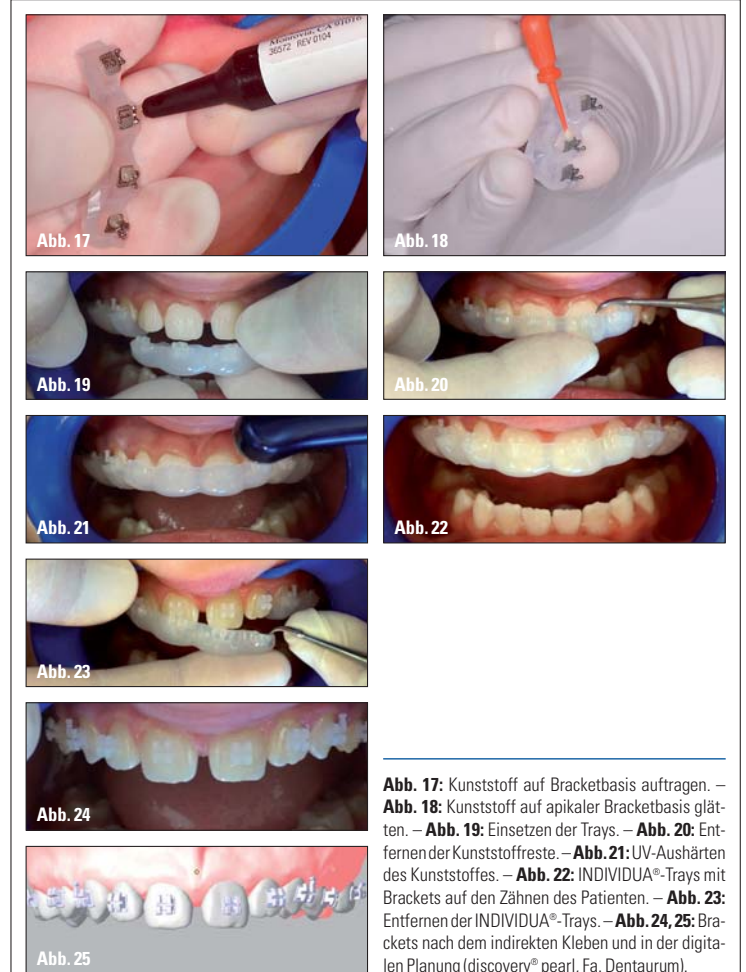 Monrovia, CA 91016
36572 REV 0104
Abb. 17
Abb. 18
Abb. 19
Abb. 20
Abb. 21
Abb. 22
Abb. 23
Abb. 24
Abb. 25
Abb. 17: Kunststoff auf Bracketbasis auftragen. –
Abb. 18: Kunststoff auf apikaler Bracketbasis glät-
ten. – Abb. 19: Einsetzen der Trays. – Abb. 20: Ent-
fernen der Kunststoffreste. – Abb. 21: UV-Aushärten
des Kunststoffes. – Abb. 22: INDIVIDUA®-Trays mit
Brackets auf den Zähnen des Patienten. – Abb. 23:
Entfernen der INDIVIDUA®-Trays. – Abb. 24, 25: Bra-
ckets nach dem indirekten Kleben und in der digita-
len Planung (discovery® pearl, Fa. Dentaurum).